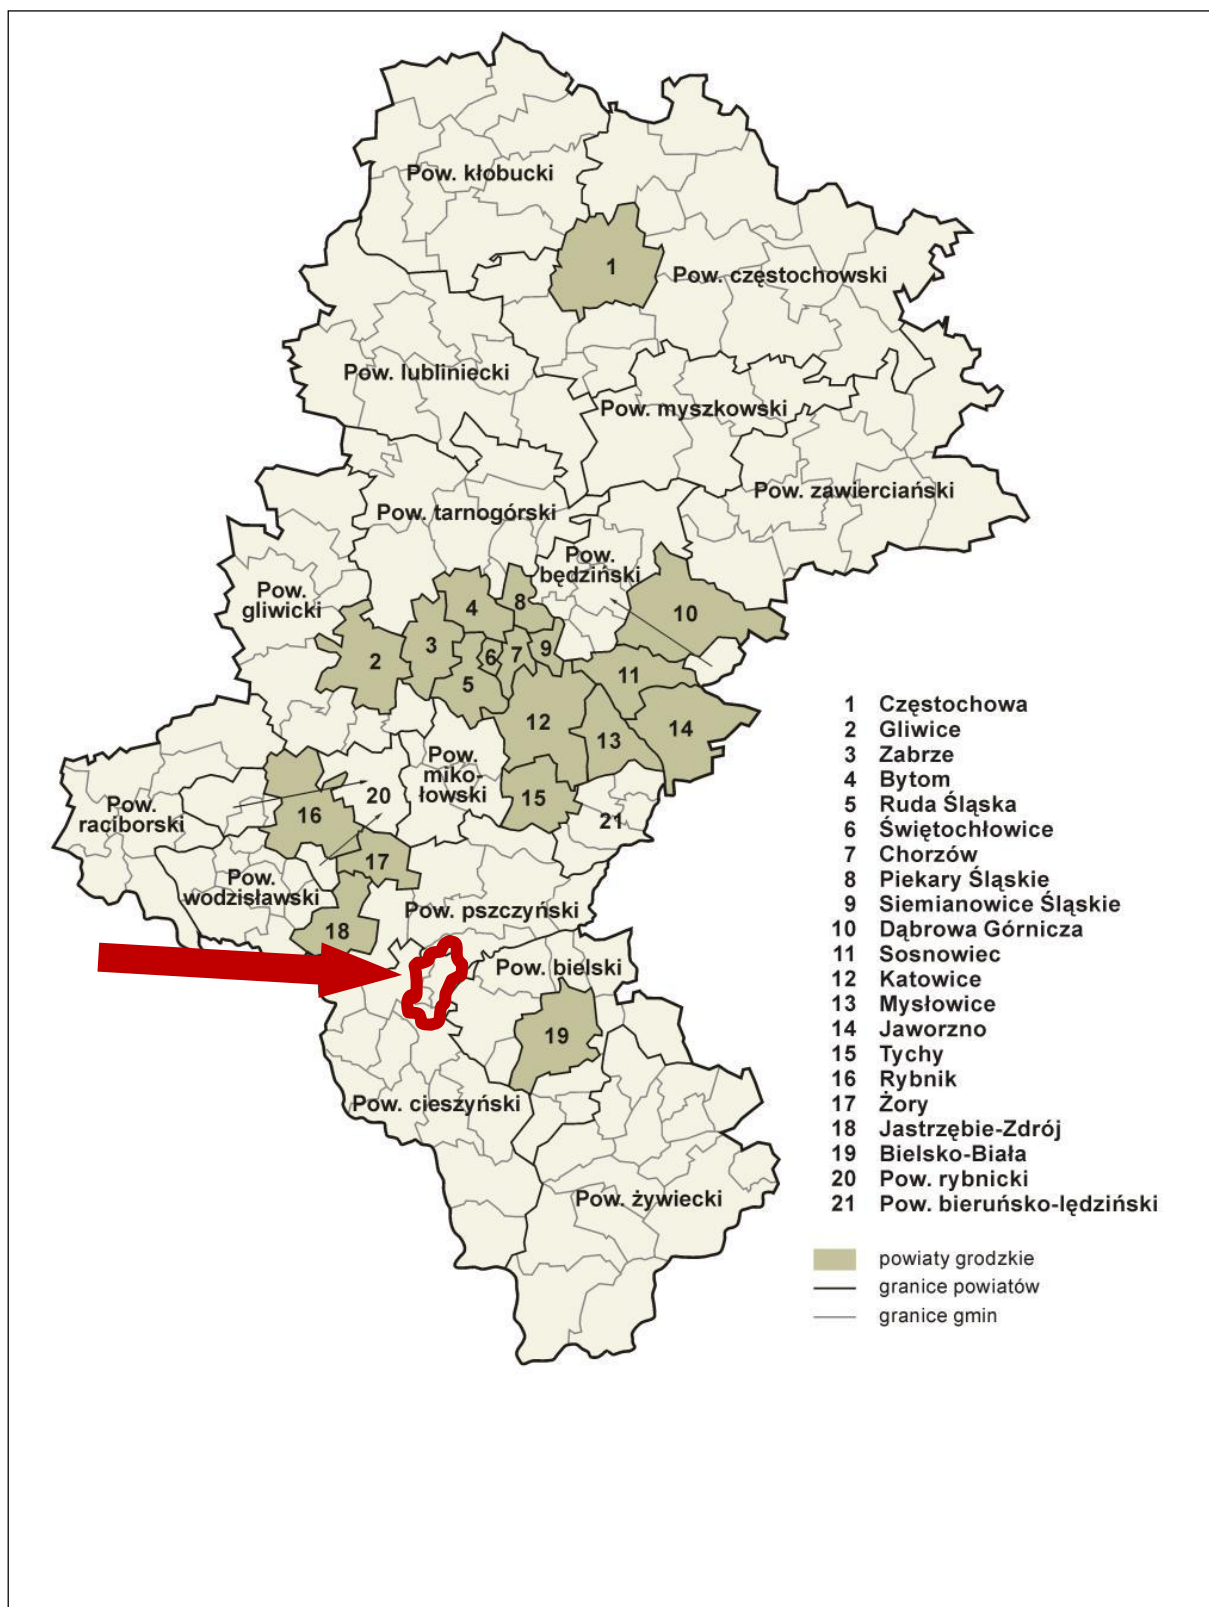 Pow. kłobucki
1
Pow. częstochowski
Pow. lubliniecki
Pow. myszkowski
Pow. zawierciański
Pow. tarnogórski
Pow.
będziński
Pow.
gliwicki
8
4
10
3
6
7
9
2
5
11
12
13
14
Pow.
miko-
łowski
20
15
21
Pow.
raciborski
16
17
Pow.
wodzisławski
Pow. pszczyński
18
Pow. bielski
19
Pow. cieszyński
Pow. żywiecki
1 Częstochowa
2 Gliwice
3 Zabrze
4 Bytom
5 Ruda Śląska
6 Świętochłowice
7 Chorzów
8 Piekary Śląskie
9 Siemianowice Śląskie
10 Dąbrowa Górnicza
11 Sosnowiec
12 Katowice
13 Mysłowice
14 Jaworzno
15 Tychy
16 Rybnik
17 Żory
18 Jastrzębie-Zdrój
19 Bielsko-Biała
20 Pow. rybnicki
21 Pow. bieruńsko-lędziński
powiaty grodzkie
granice powiatów
granice gmin